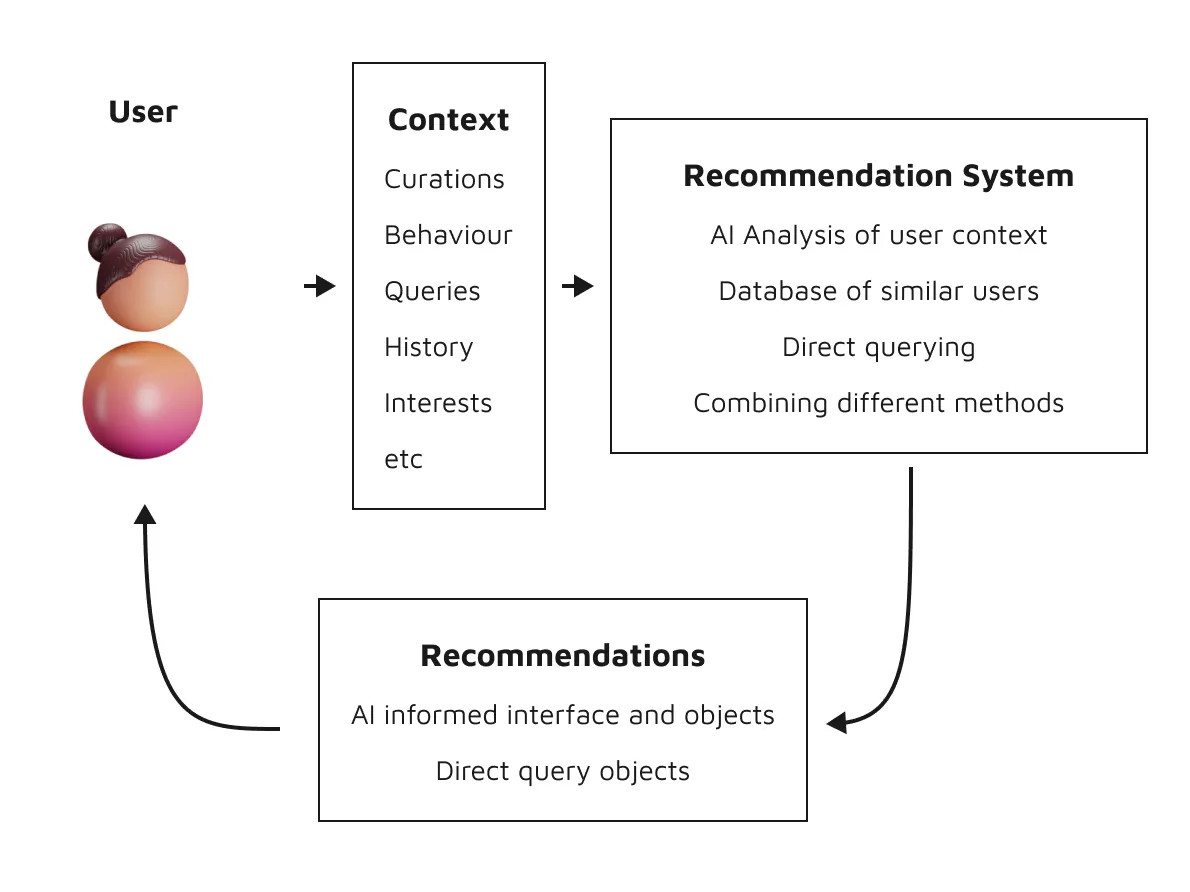 User
Context
Curations
Behaviour
Queries
History
Interests
etc
Recommendation System
AI Analysis of user context
Database of similar users
Direct querying
Combining different methods
Recommendations
AI informed interface and objects
Direct query objects